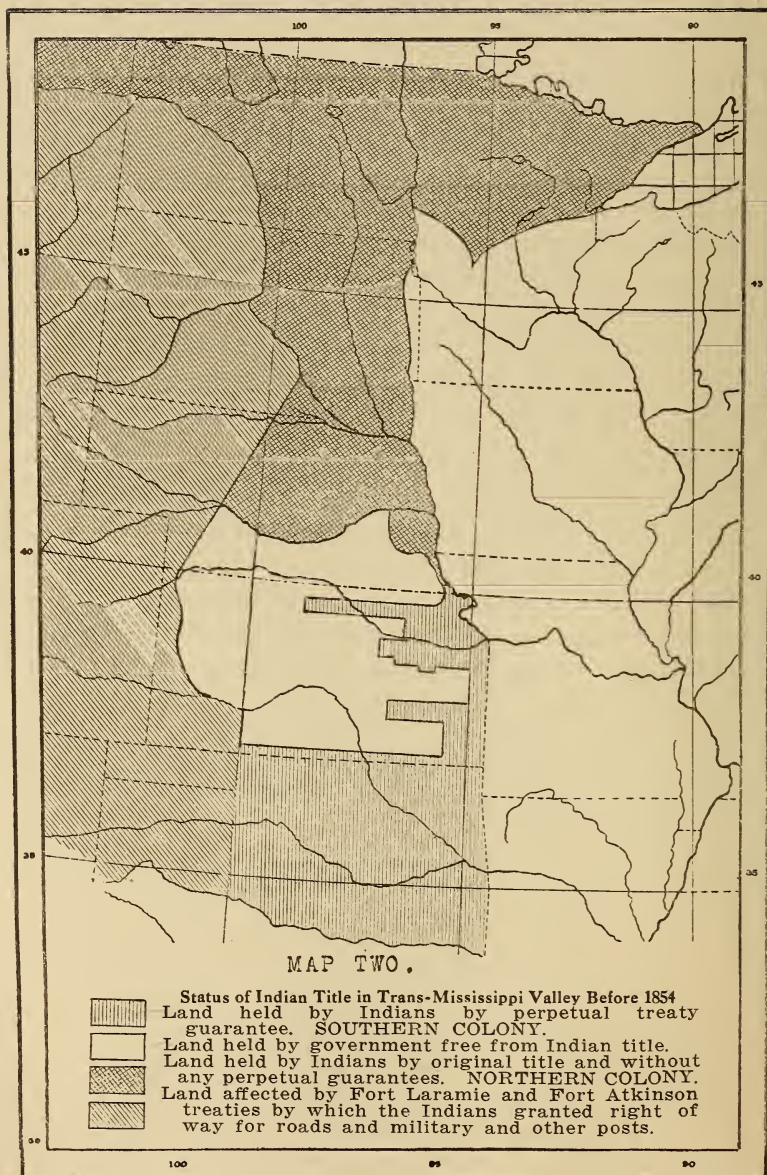 100 95 90
45 45
40 40
35 35
MAP TWO.
Status of Indian Title in Trans-Mississippi Valley Before 1854
Land held by Indians by perpetual treaty
guarantee. SOUTHERN COLONY.
Land held by government free from Indian title.
Land held by Indians by original title and without
any perpetual guarantees. NORTHERN COLONY.
Land affected by Fort Laramie and Fort Atkinson
treaties by which the Indians granted right of
way for roads and military and other posts.
30
100 95 90